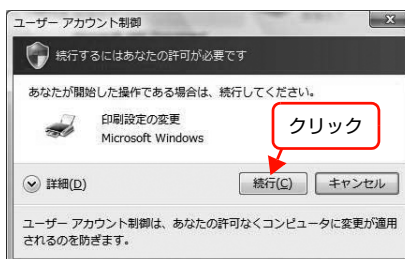 ユーザー アカウント制御
続行するにはあなたの許可が必要です
あなたが開始した操作である場合は、続行してください。
印刷設定の変更
Microsoft Windows
クリック
詳細(D)
続行(C)
キャンセル
ユーザー アカウント制御は、あなたの許可なくコンピュータに変更が適用
されるのを防ぎます。